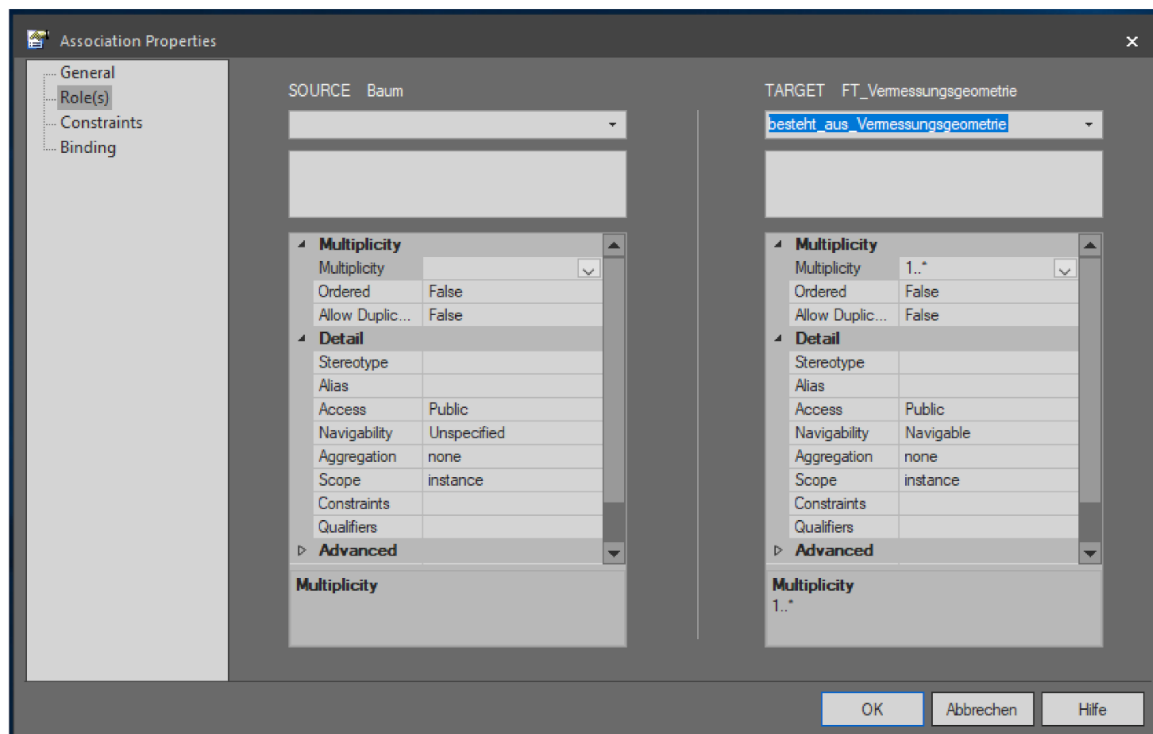 Association Properties
General
Role(s)
Constraints
Binding
SOURCE Baum
Multiplicity
Multiplicity
Ordered False
Allow Duplic... False
Detail
Stereotype
Alias
Access Public
Navigability Unspecified
Aggregation none
Scope instance
Constraints
Qualifiers
Advanced
Multiplicity
TARGET FT_Vermessungsgeometrie
besteht_aus_Vermessungsgeometrie
Multiplicity
Multiplicity 1..*
Ordered False
Allow Duplic... False
Detail
Stereotype
Alias
Access Public
Navigability Navigable
Aggregation none
Scope instance
Constraints
Qualifiers
Advanced
Multiplicity
1..*
OK Abbrechen Hilfe